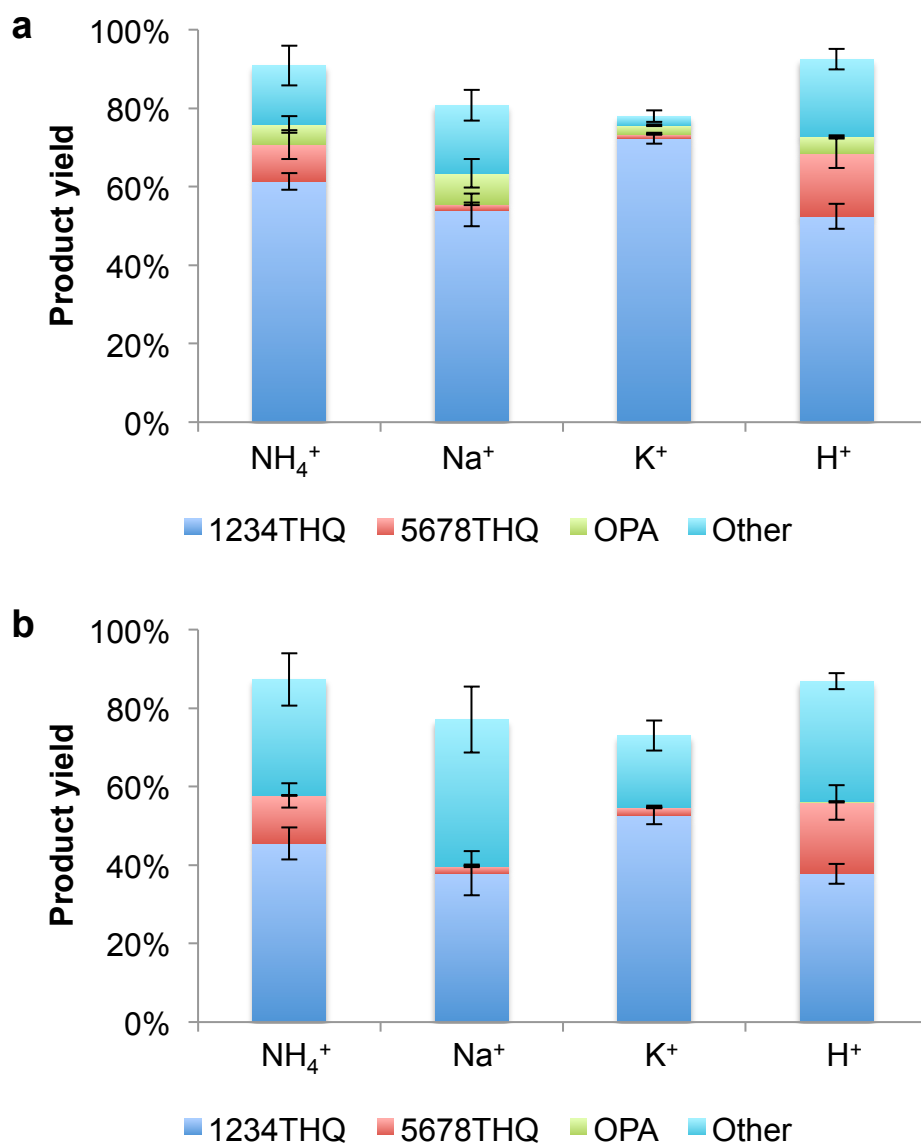 a
Product yield
100%
80%
60%
40%
20%
0%
NH₄⁺ Na⁺ K⁺ H⁺
1234THQ 5678THQ OPA Other
b
Product yield
100%
80%
60%
40%
20%
0%
NH₄⁺ Na⁺ K⁺ H⁺
1234THQ 5678THQ OPA Other